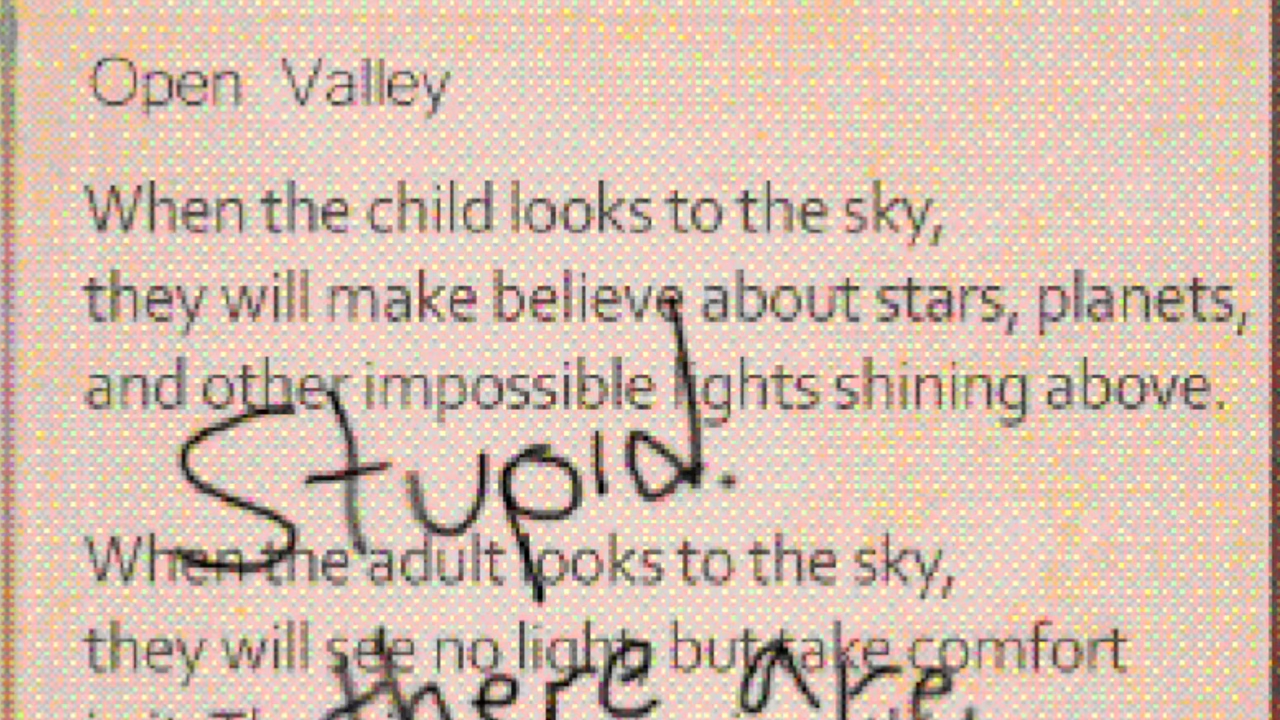 Open Valley
When the child looks to the sky,
they will make believe about stars, planets,
and other impossible lights shining above.
Stupid.
When the adult looks to the sky,
they will see no light but take comfort
there are